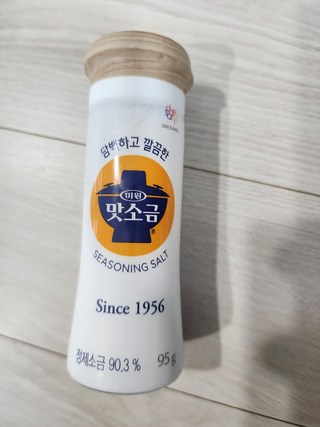 담백하고 깔끔한
미원
맛소금
SEASONING SALT
Since 1956
정제소금 90.3 % 95g